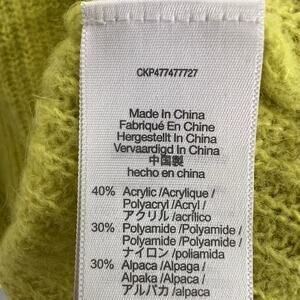 CKP477477727
Made In China
Fabriqué En Chine
Hergestellt In China
Vervaardigd In China
中国製
hecho en china
40% Acrylic /Acrylique /
Polyacryl /Acryl /
アクリル /acrílico
30% Polyamide /Polyamide /
Polyamide /Polyamide /
ナイロン /poliamida
30% Alpaca /Alpaga /
Alpaka /Alpaca /
アルパカ /alpaca